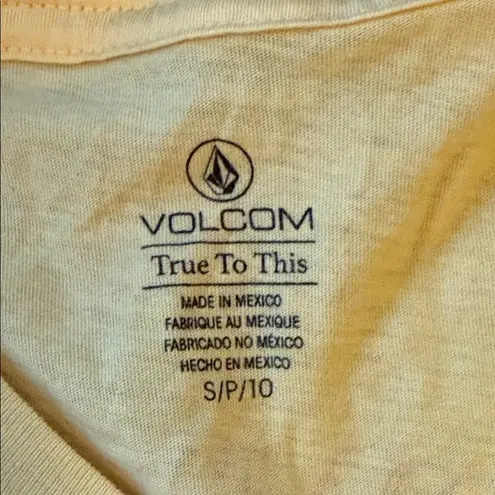 VOLCOM
True To This
MADE IN MEXICO
FABRIQUE AU MEXIQUE
FABRICADO NO MÉXICO
HECHO EN MEXICO
S/P/10